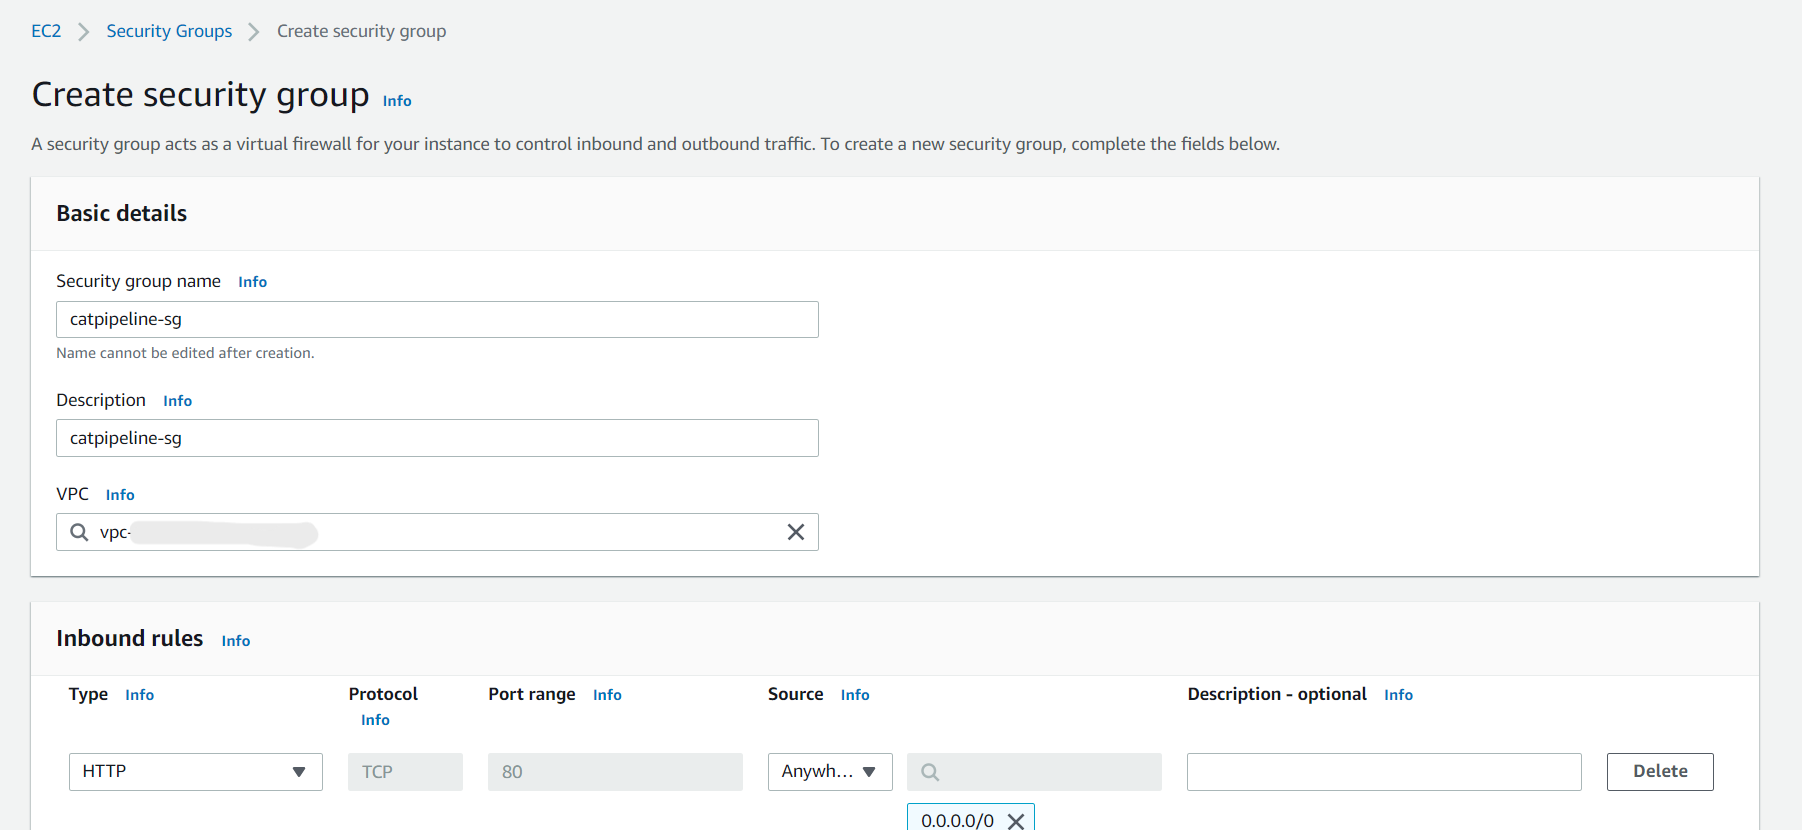 EC2 > Security Groups > Create security group
Create security group Info
A security group acts as a virtual firewall for your instance to control inbound and outbound traffic. To create a new security group, complete the fields below.
Basic details
Security group name Info
catpipeline-sg
Name cannot be edited after creation.
Description Info
catpipeline-sg
VPC Info
vpc-
Inbound rules Info
Type Info Protocol Info Port range Info Source Info Description - optional Info
HTTP TCP 80 Anywh... Delete
0.0.0.0/0